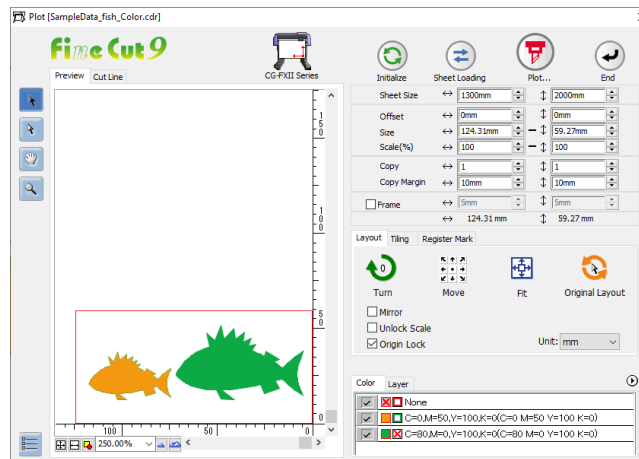 Plot [SampleData_fish_Color.cdr]
FineCut9
CG-FXII Series
Initialize
Sheet Loading
Plot...
End
Preview
Cut Line
Sheet Size
1300mm
2000mm
Offset
0mm
0mm
Size
124.31mm
59.27mm
Scale(%)
100
100
Copy
1
1
Copy Margin
10mm
10mm
Frame
5mm
5mm
124.31 mm
59.27 mm
Layout
Tiling
Register Mark
0
Turn
Move
Fit
Original Layout
Mirror
Unlock Scale
Origin Lock
Unit:
mm
150
100
50
0
100
50
0
250.00%
Color
Layer
None
C=0,M=50,Y=100,K=0(C=0 M=50 Y=100 K=0)
C=80,M=0,Y=100,K=0(C=80 M=0 Y=100 K=0)